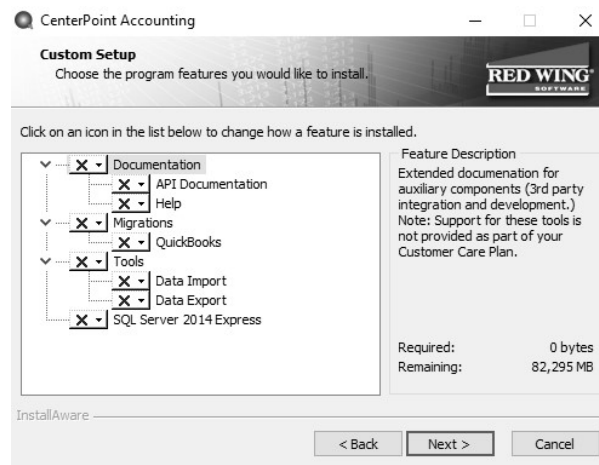 CenterPoint Accounting
Custom Setup
Choose the program features you would like to install.
RED WING
SOFTWARE
Click on an icon in the list below to change how a feature is installed.
Documentation
API Documentation
Help
Migrations
QuickBooks
Tools
Data Import
Data Export
SQL Server 2014 Express
Feature Description
Extended documenation for
auxiliary components (3rd party
integration and development.)
Note: Support for these tools is
not provided as part of your
Customer Care Plan.
Required: 0 bytes
Remaining: 82,295 MB
InstallAware
< Back Next > Cancel